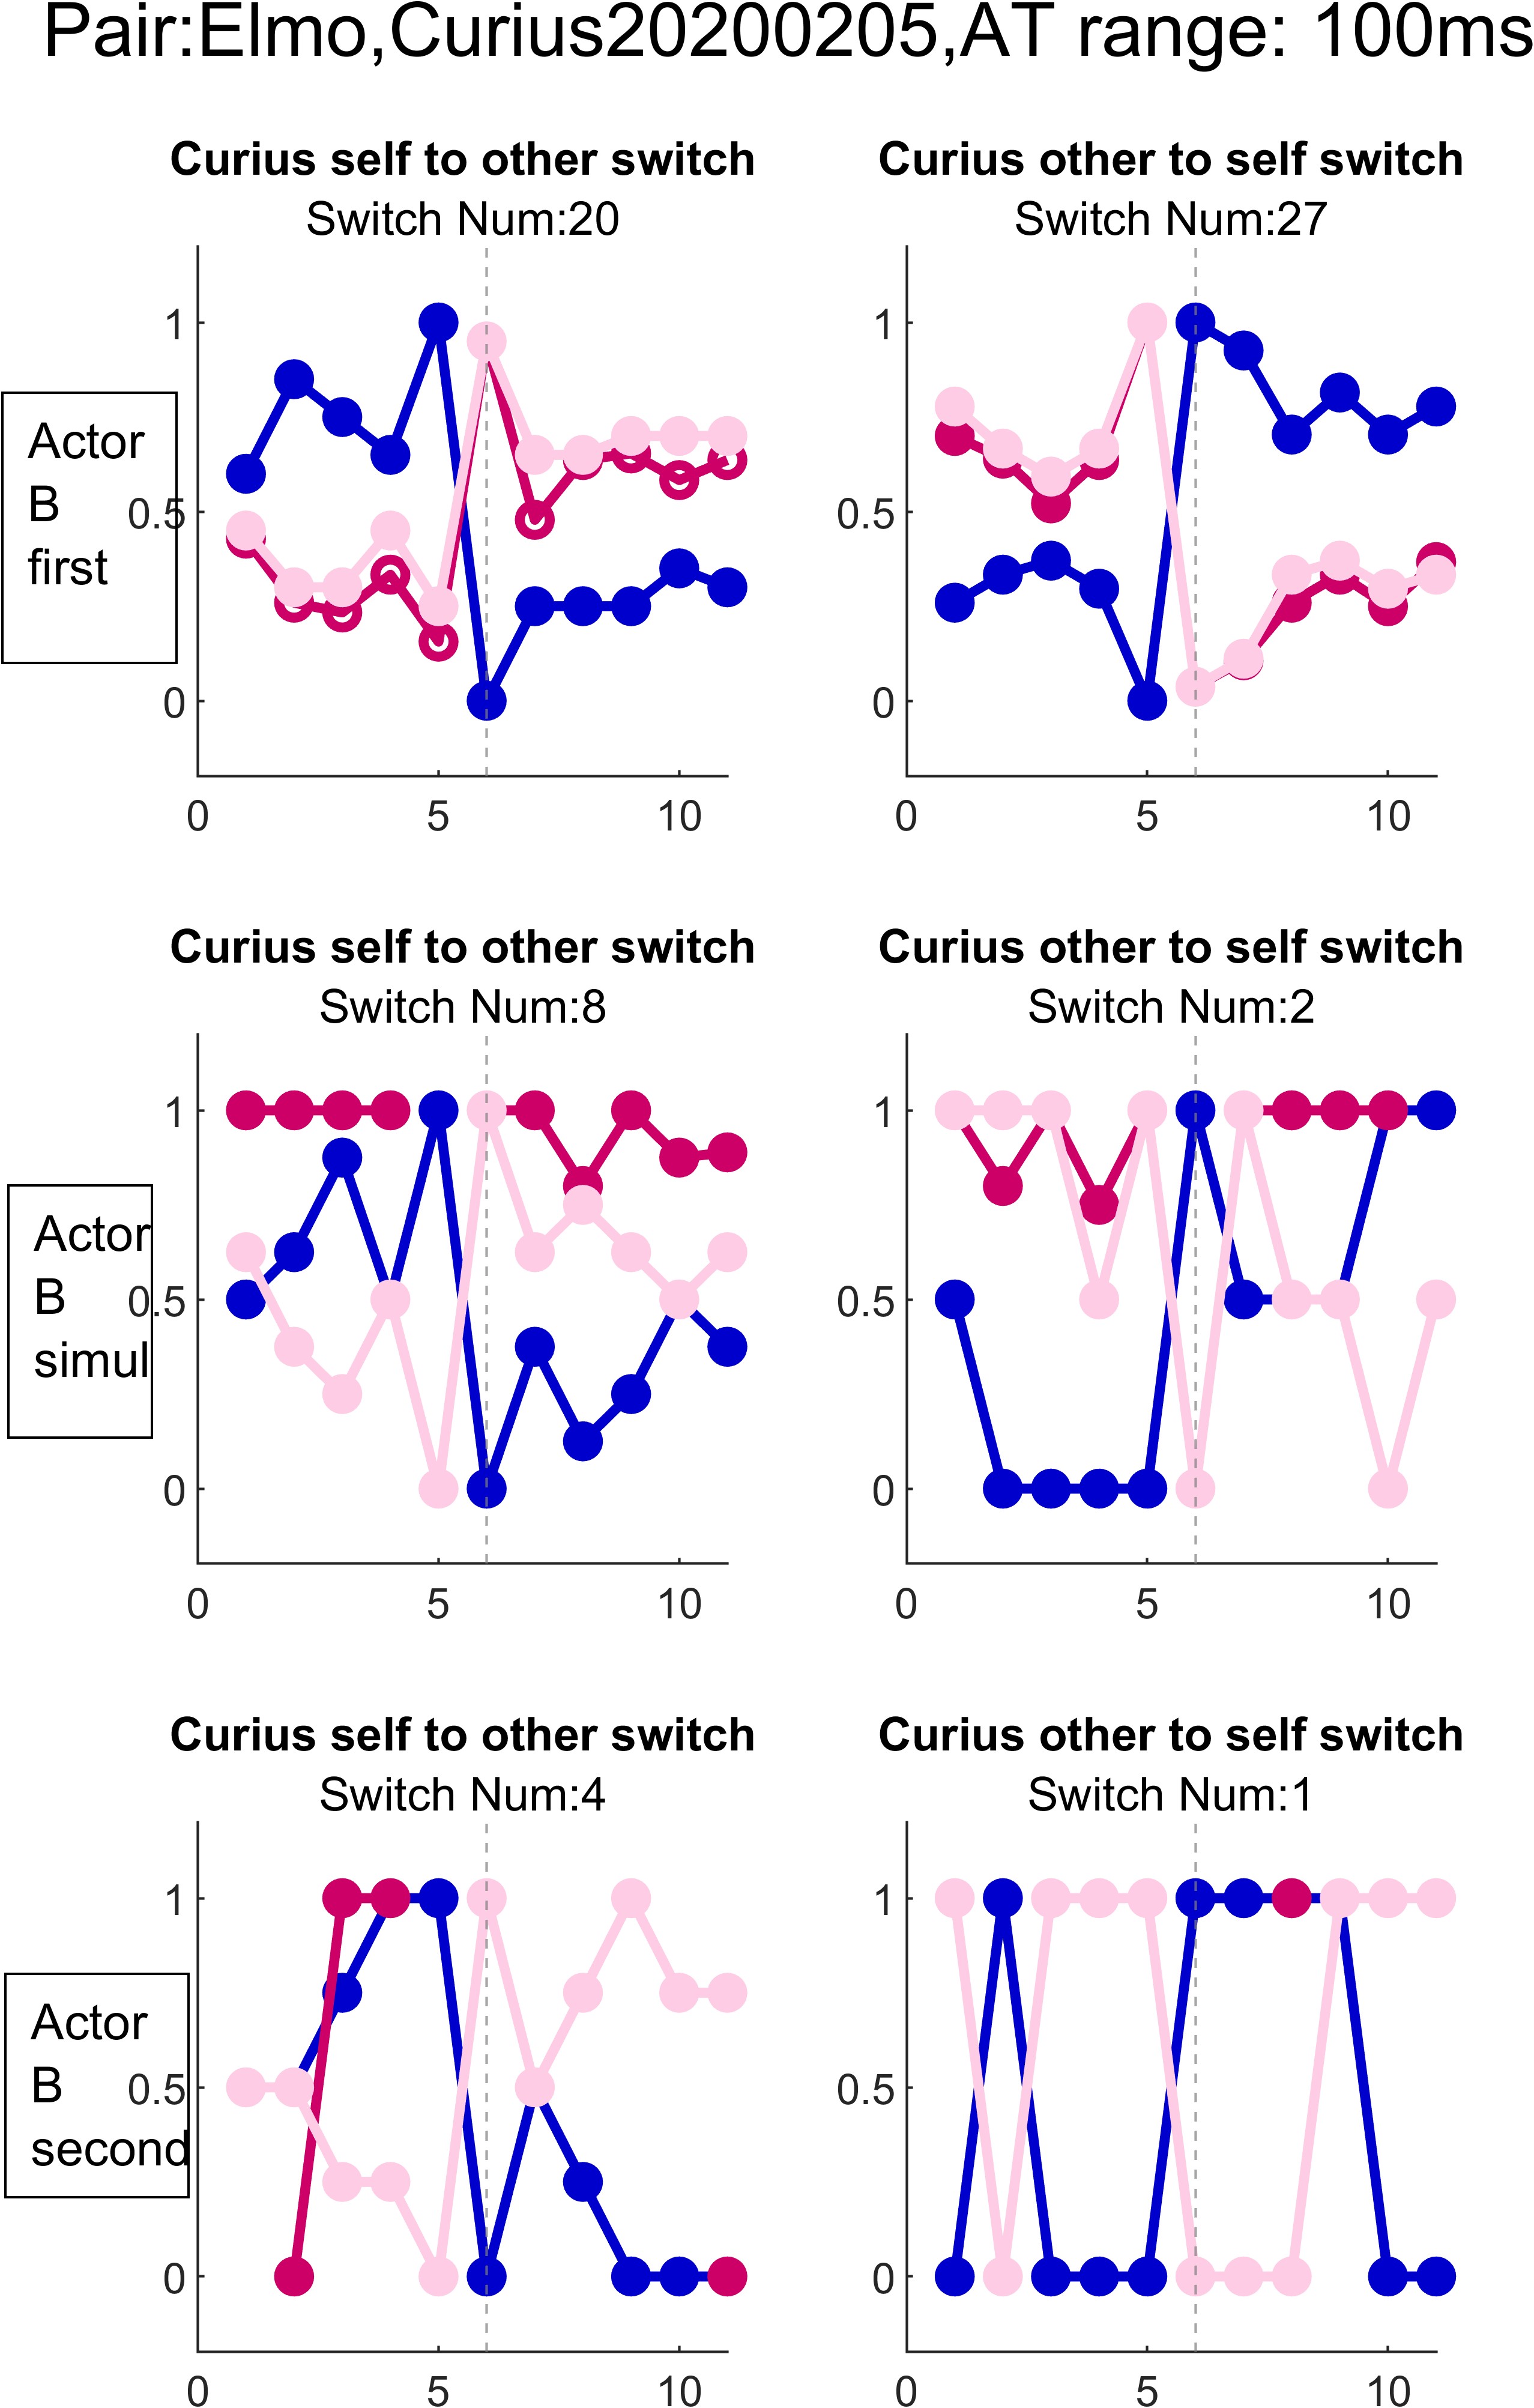 Pair:Elmo,Curius20200205,AT range: 100ms
Curius self to other switch
Switch Num:20
Curius other to self switch
Switch Num:27
Actor
B
first
1
0.5
0
0
5
10
1
0.5
0
0
5
10
Curius self to other switch
Switch Num:8
Curius other to self switch
Switch Num:2
Actor
B
simul
1
0.5
0
0
5
10
1
0.5
0
0
5
10
Curius self to other switch
Switch Num:4
Curius other to self switch
Switch Num:1
Actor
B
second
1
0.5
0
0
5
10
1
0.5
0
0
5
10